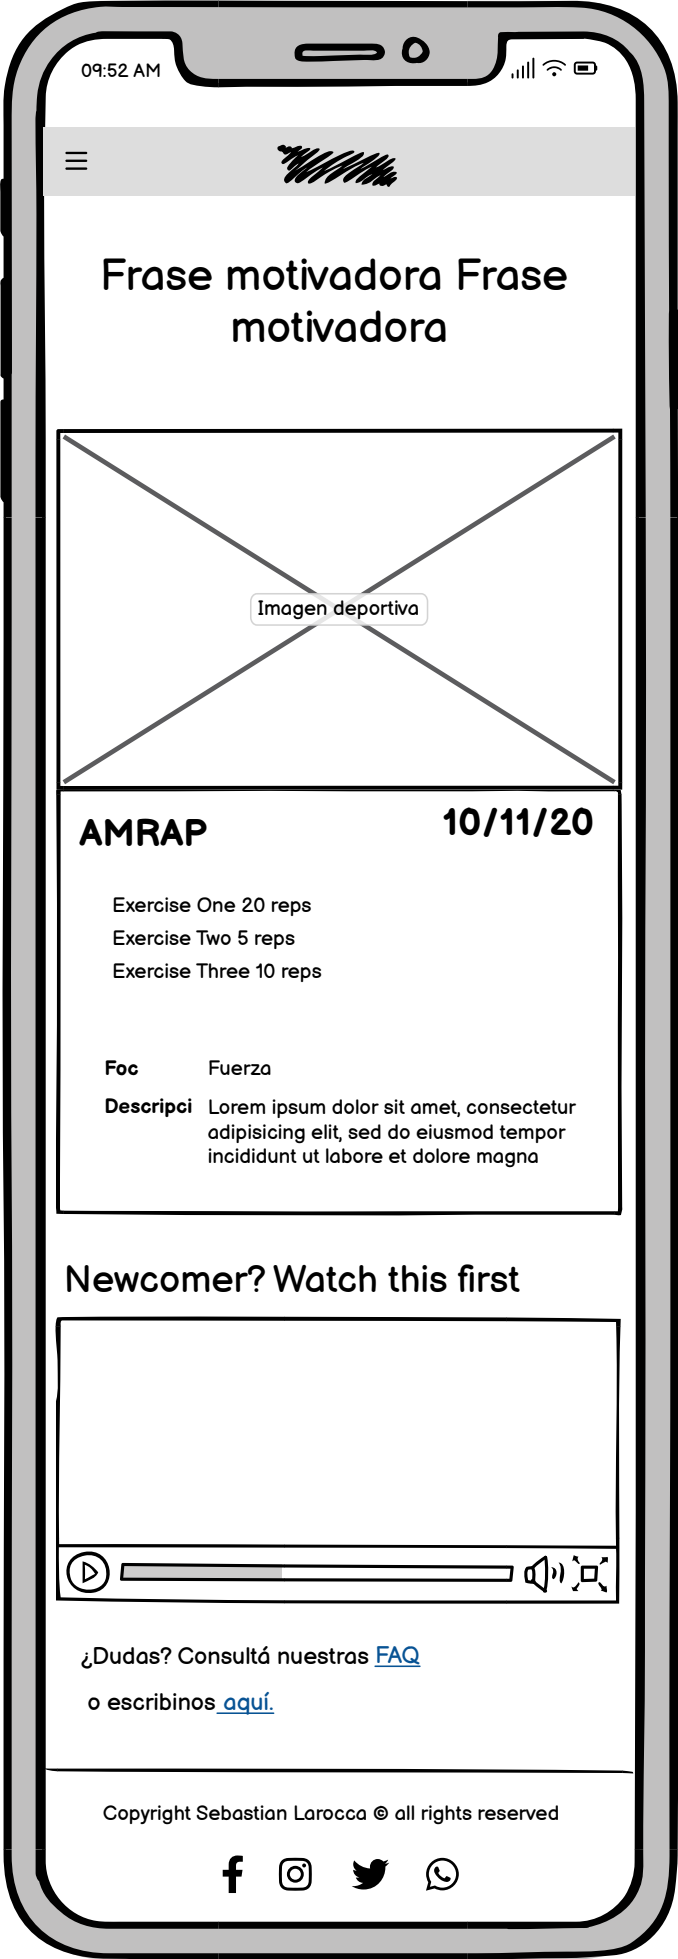 09:52 AM
Frase motivadora Frase
motivadora
Imagen deportiva
AMRAP
10/11/20
Exercise One 20 reps
Exercise Two 5 reps
Exercise Three 10 reps
Foc Fuerza
Descripci Lorem ipsum dolor sit amet, consectetur
adipisicing elit, sed do eiusmod tempor
incididunt ut labore et dolore magna
Newcomer? Watch this first
¿Dudas? Consultá nuestras FAQ
o escribinos aquí.
Copyright Sebastian Larocca © all rights reserved